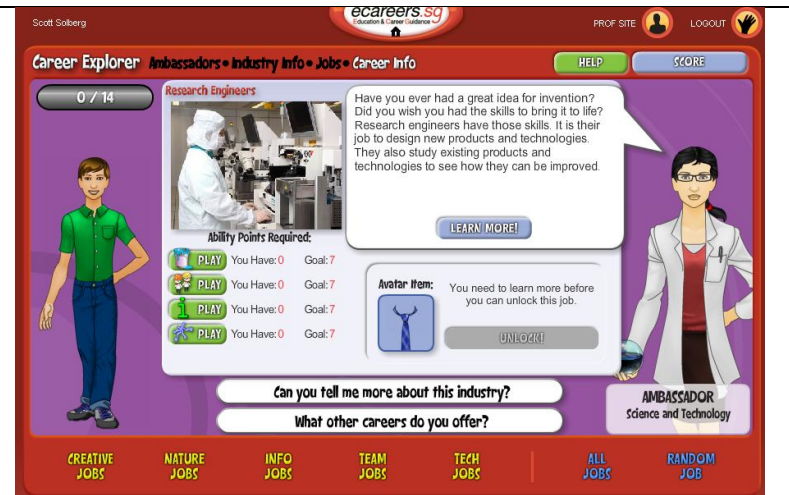 Scott Solberg
ecareers.sg
Education & Career Guidance
PROF SITE
LOGOUT
Career Explorer Ambassadors • Industry Info • Jobs • Career Info
HELP
SCORE
0 / 14
Research Engineers
Have you ever had a great idea for invention?
Did you wish you had the skills to bring it to life?
Research engineers have those skills. It is their
job to design new products and technologies.
They also study existing products and
technologies to see how they can be improved.
LEARN MORE!
Ability Points Required:
PLAY You Have: 0 Goal: 7
PLAY You Have: 0 Goal: 7
PLAY You Have: 0 Goal: 7
PLAY You Have: 0 Goal: 7
Avatar Item:
You need to learn more before
you can unlock this job.
UNLOCK!
Can you tell me more about this industry?
What other careers do you offer?
AMBASSADOR
Science and Technology
CREATIVE
JOBS
NATURE
JOBS
INFO
JOBS
TEAM
JOBS
TECH
JOBS
ALL
JOBS
RANDOM
JOB